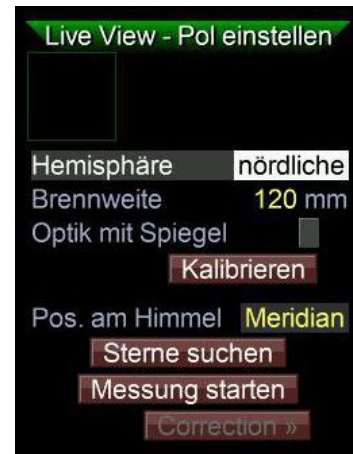 Live View - Pol einstellen
Hemisphäre nördliche
Brennweite 120 mm
Optik mit Spiegel
Kalibrieren
Pos. am Himmel Meridian
Sterne suchen
Messung starten
Correction »